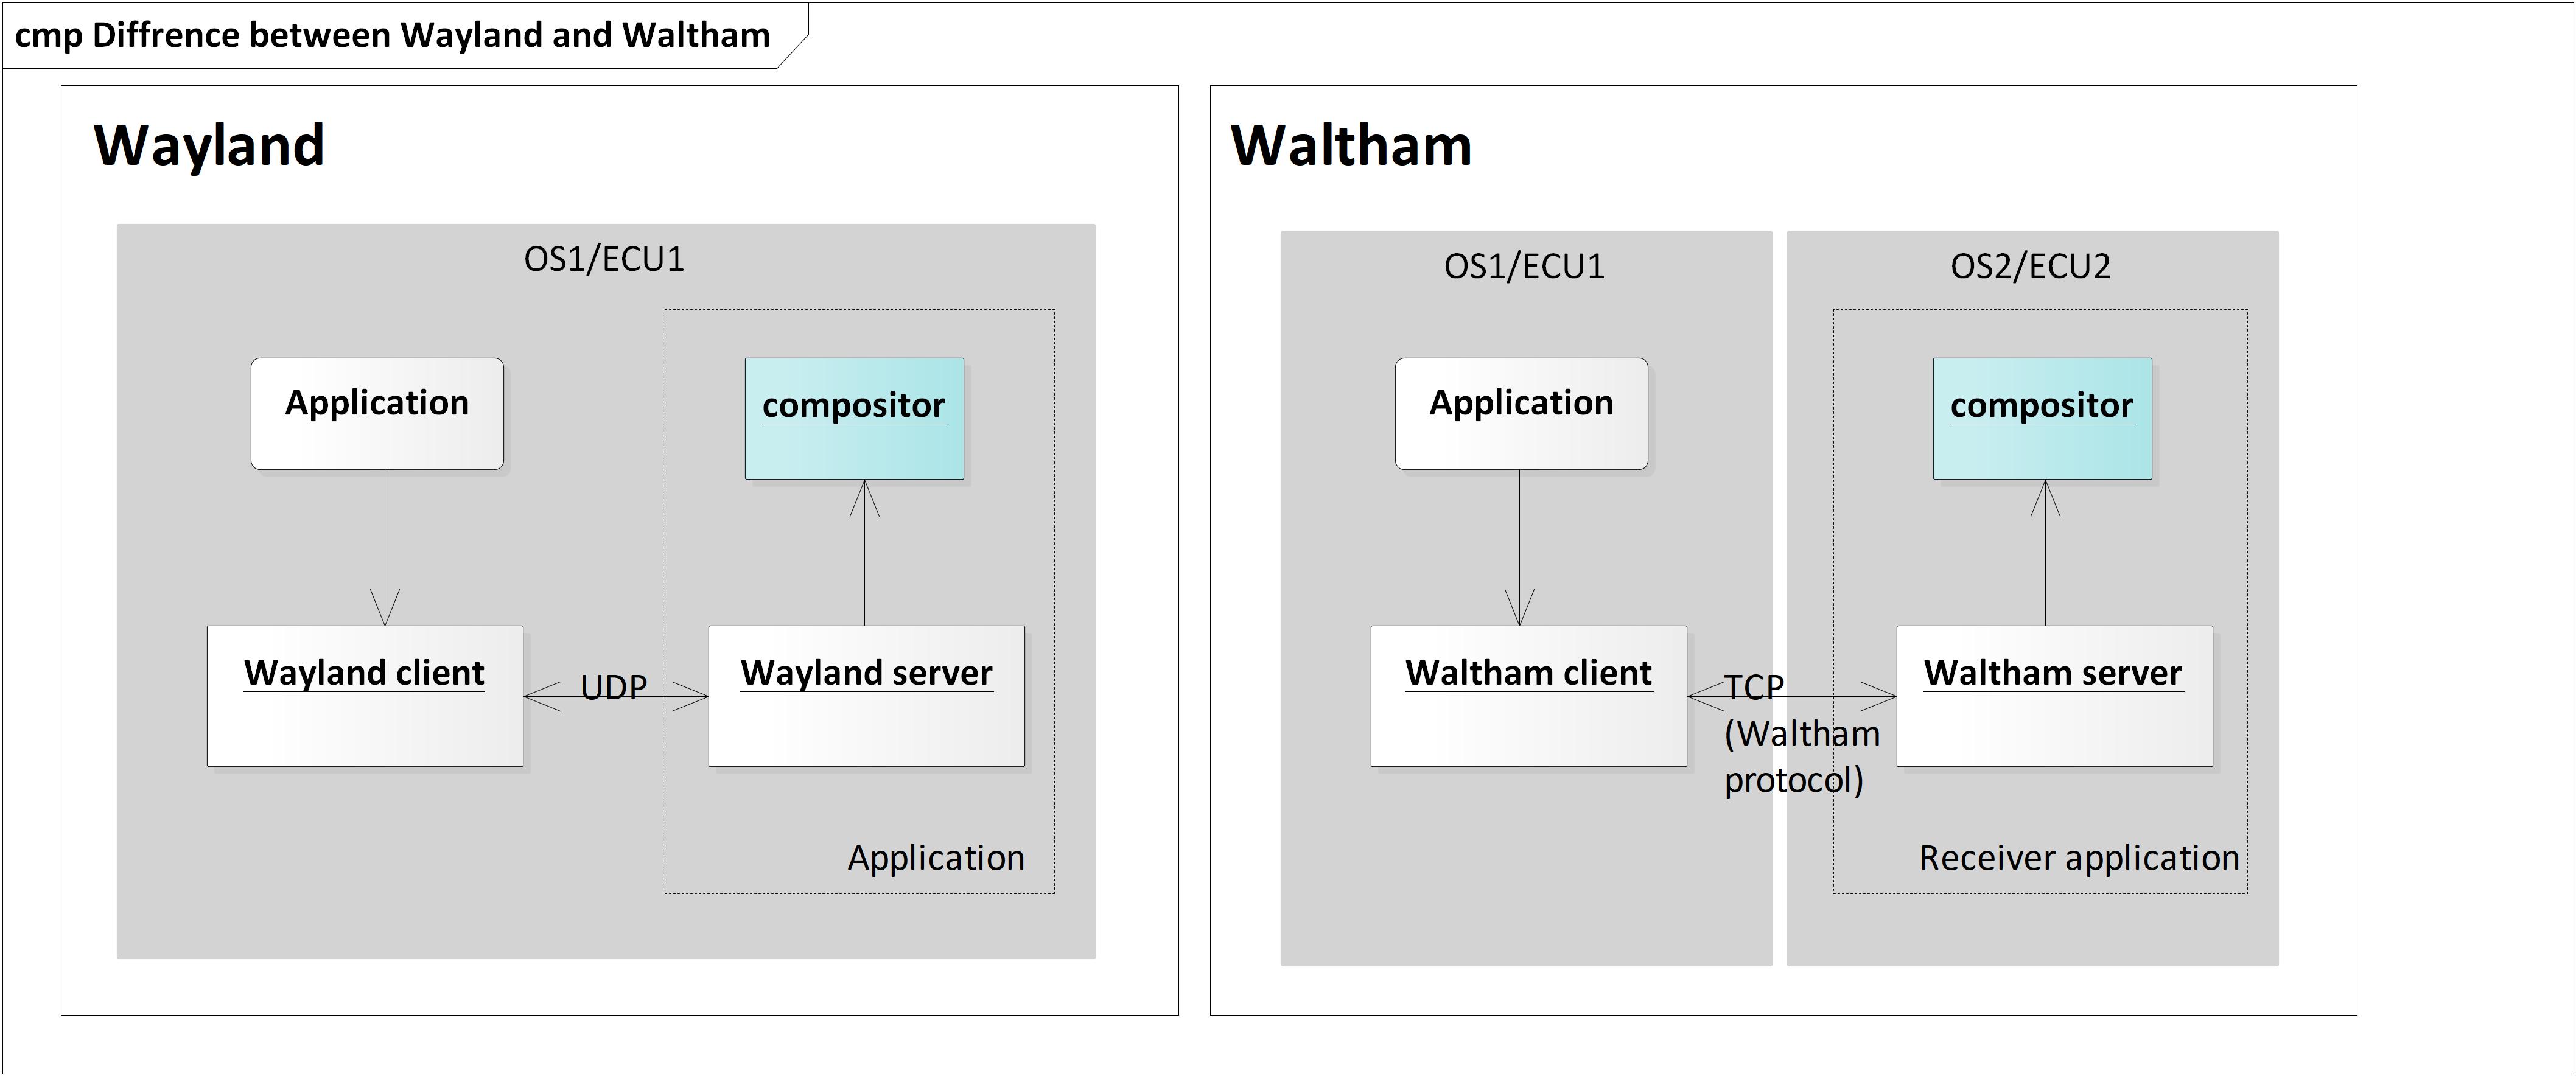 cmp Diffrence between Wayland and Waltham
Wayland
OS1/ECU1
Application
compositor
Wayland client
UDP
Wayland server
Application
Waltham
OS1/ECU1
OS2/ECU2
Application
compositor
Waltham client
TCP
(Waltham
protocol)
Waltham server
Receiver application